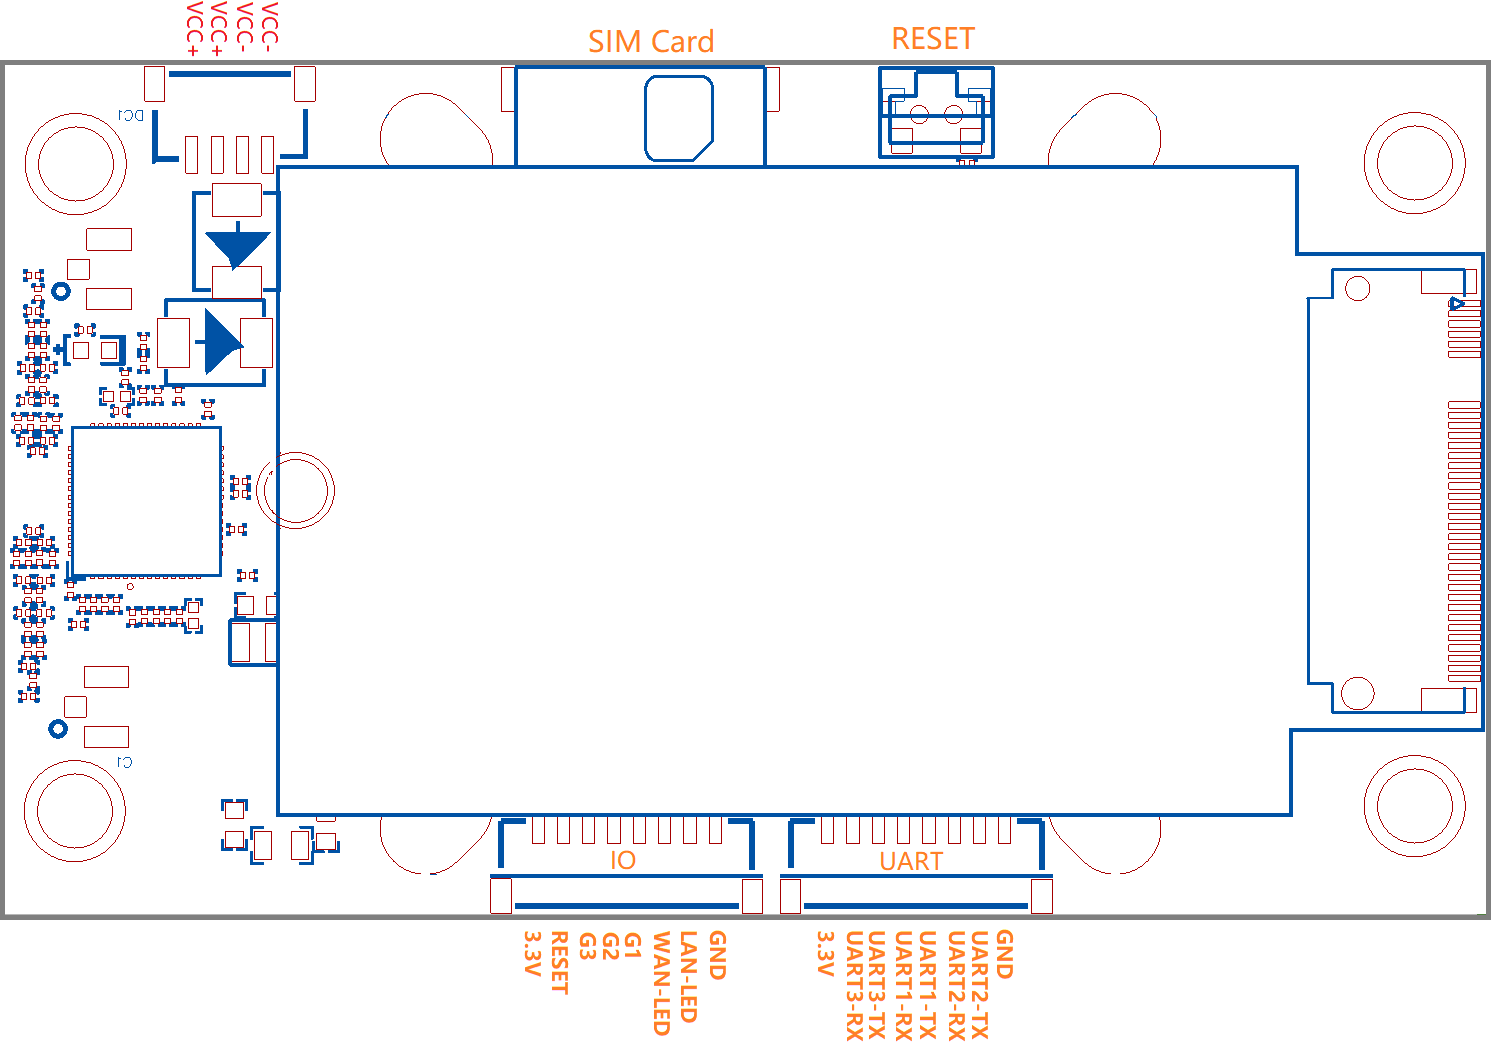 VCC+
VCC+
VCC-
VCC-
SIM Card
RESET
DC1
C1
IO
UART
3.3V
RESET
G3
G2
G1
WAN-LED
LAN-LED
GND
3.3V
UART3-RX
UART3-TX
UART1-RX
UART1-TX
UART2-RX
UART2-TX
GND